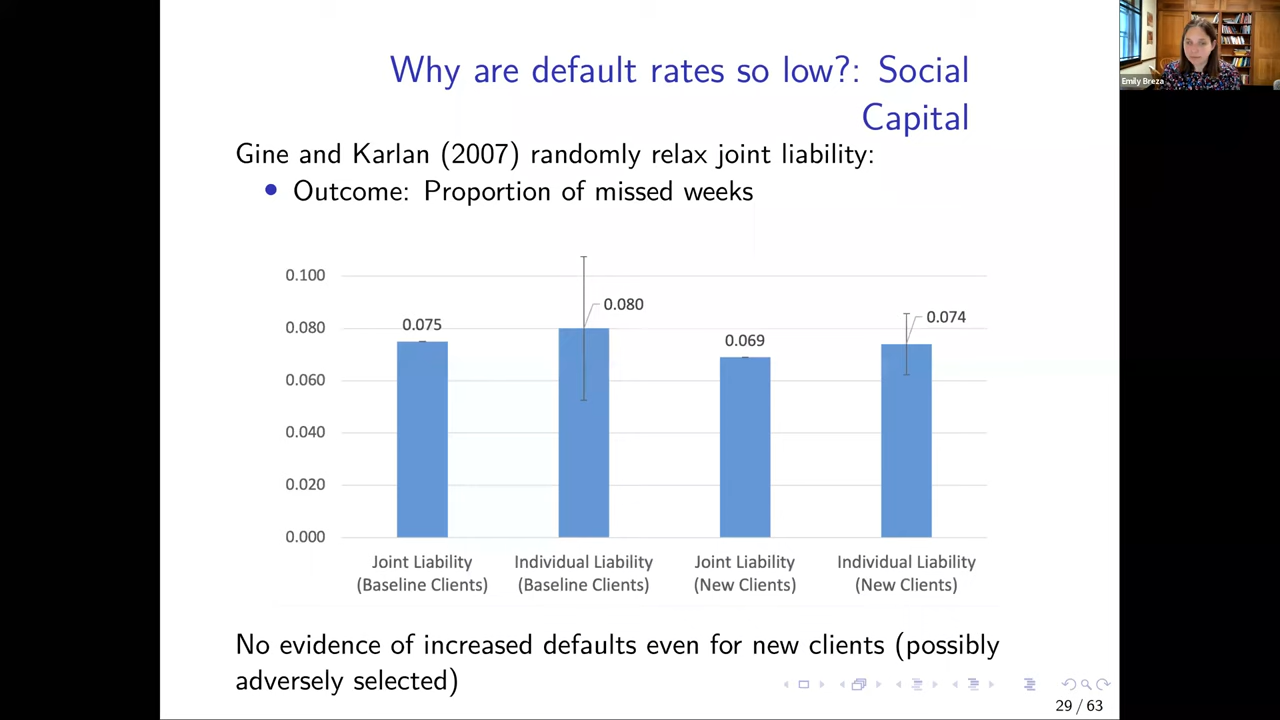 Why are default rates so low?: Social
Capital
Emily Breza
Gine and Karlan (2007) randomly relax joint liability:
• Outcome: Proportion of missed weeks
0.100
0.080
0.060
0.040
0.020
0.000
0.075
0.080
0.069
0.074
Joint Liability
(Baseline Clients)
Individual Liability
(Baseline Clients)
Joint Liability
(New Clients)
Individual Liability
(New Clients)
No evidence of increased defaults even for new clients (possibly
adversely selected)
29 / 63